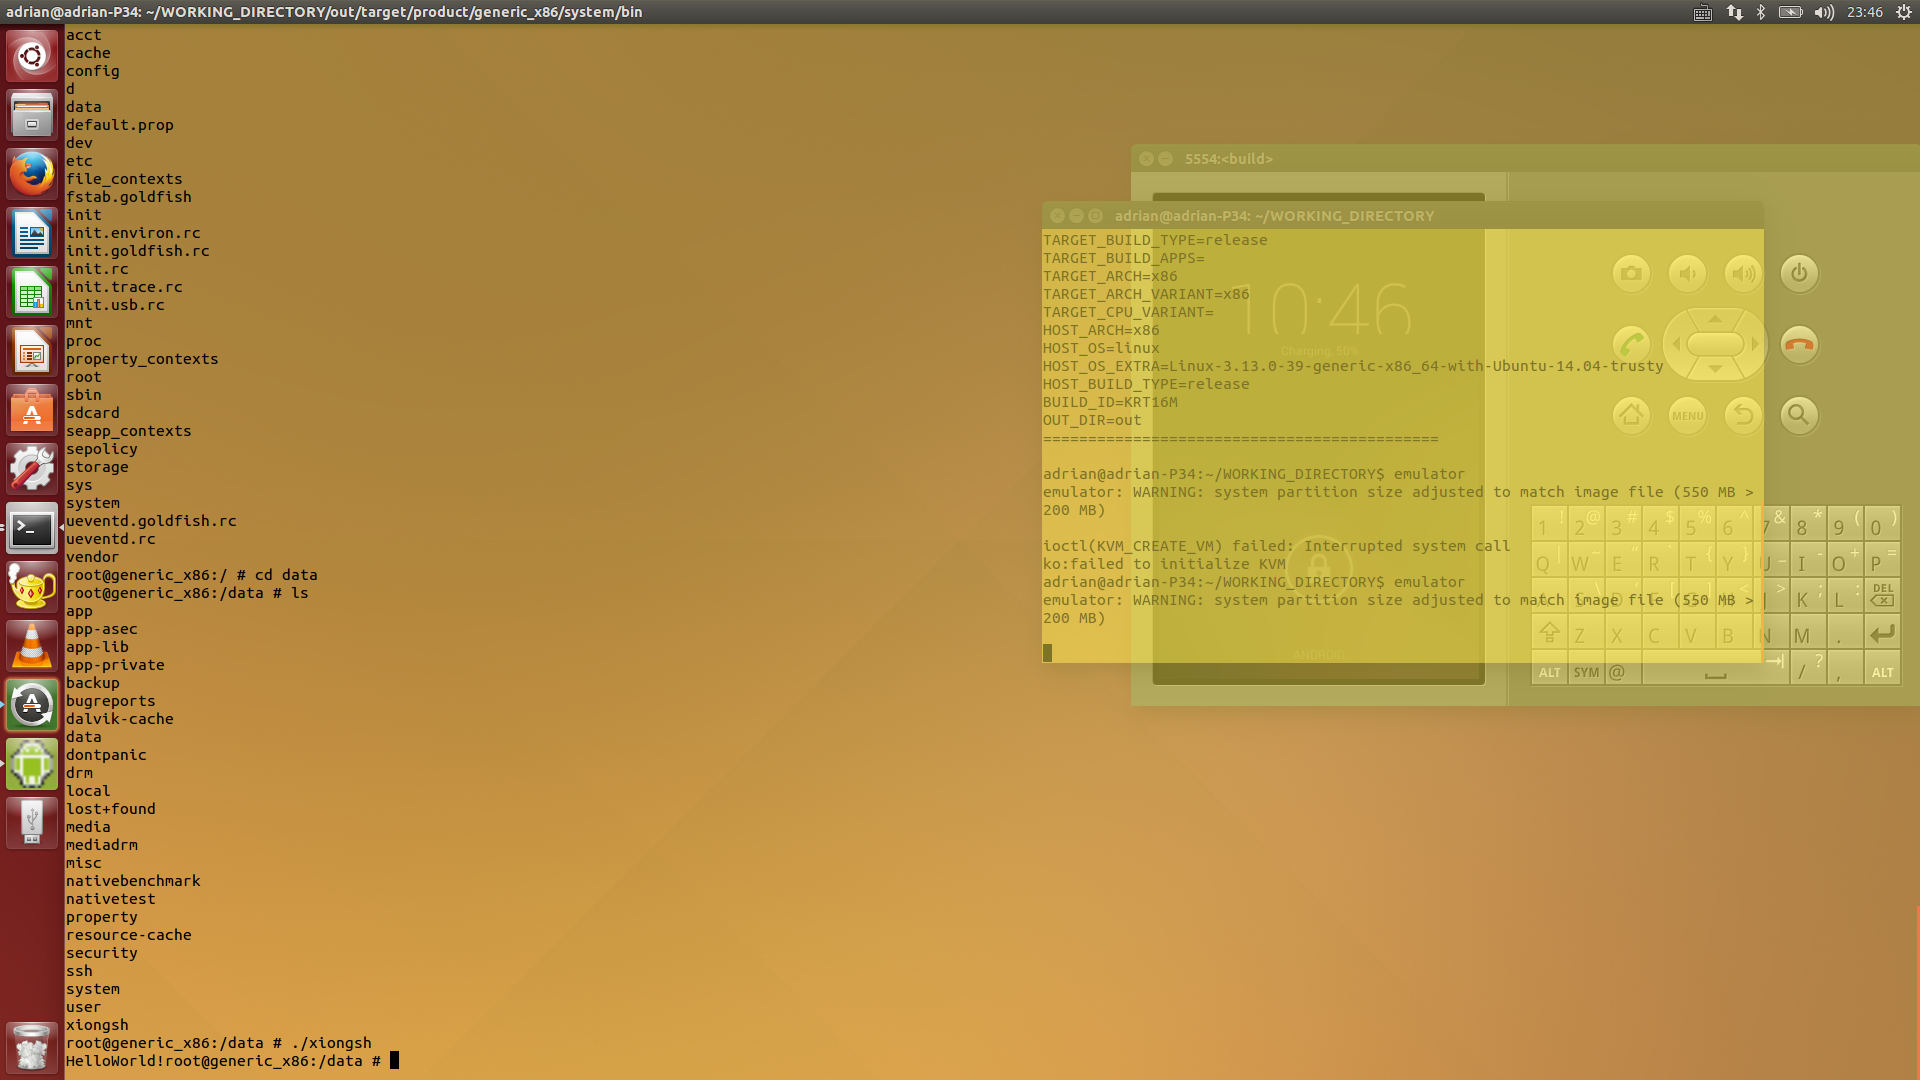 adrian@adrian-P34: ~/WORKING_DIRECTORY/out/target/product/generic_x86/system/bin
23:46
acct
cache
config
d
data
default.prop
dev
etc
file_contexts
fstab.goldfish
init
init.environ.rc
init.goldfish.rc
init.rc
init.trace.rc
init.usb.rc
mnt
proc
property_contexts
root
sbin
sdcard
seapp_contexts
sepolicy
storage
sys
system
ueventd.goldfish.rc
ueventd.rc
vendor
root@generic_x86:/ # cd data
root@generic_x86:/data # ls
app
app-asec
app-lib
app-private
backup
bugreports
dalvik-cache
data
dontpanic
drm
local
lost+found
media
mediadrm
misc
nativebenchmark
nativetest
property
resource-cache
security
ssh
system
user
xiongsh
root@generic_x86:/data # ./xiongsh
HelloWorld!root@generic_x86:/data #
5554:<build>
adrian@adrian-P34: ~/WORKING_DIRECTORY
TARGET_BUILD_TYPE=release
TARGET_BUILD_APPS=
TARGET_ARCH=x86
TARGET_ARCH_VARIANT=x86
TARGET_CPU_VARIANT=
HOST_ARCH=x86
HOST_OS=linux
HOST_OS_EXTRA=Linux-3.13.0-39-generic-x86_64-with-Ubuntu-14.04-trusty
HOST_BUILD_TYPE=release
BUILD_ID=KRT16M
OUT_DIR=out
============================================
adrian@adrian-P34:~/WORKING_DIRECTORY$ emulator
emulator: WARNING: system partition size adjusted to match image file (550 MB >
200 MB)
ioctl(KVM_CREATE_VM) failed: Interrupted system call
ko:failed to initialize KVM
adrian@adrian-P34:~/WORKING_DIRECTORY$ emulator
emulator: WARNING: system partition size adjusted to match image file (550 MB >
200 MB)
10:46
Charging, 50%
ANDROID
MENU
1 ! 2 @ 3 # 4 $ 5 % 6 ^ 7 & 8 * 9 ( 0 )
Q | W ~ E " R ` T { Y } U _ I - O + P =
K ; L : DEL
Z X C V B N M .
ALT SYM @ / ? , ALT